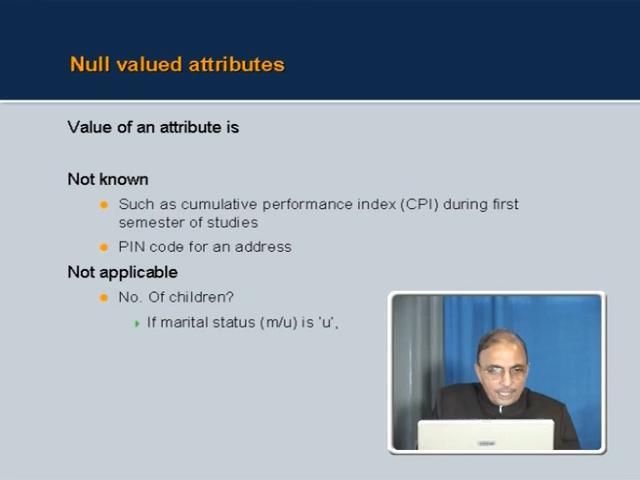 Null valued attributes
Value of an attribute is
Not known
Such as cumulative performance index (CPI) during first
semester of studies
PIN code for an address
Not applicable
No. Of children?
If marital status (m/u) is 'u',